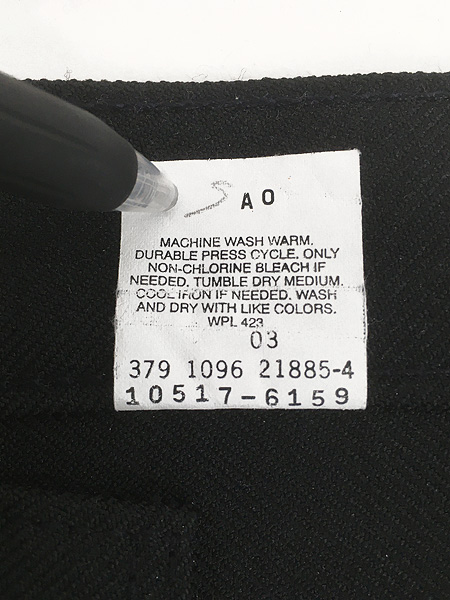 A O
MACHINE WASH WARM.
DURABLE PRESS CYCLE. ONLY
NON-CHLORINE BLEACH IF
NEEDED. TUMBLE DRY MEDIUM.
COOL IRON IF NEEDED. WASH
AND DRY WITH LIKE COLORS.
WPL 423
03
379 1096 21885-4
10517-6159